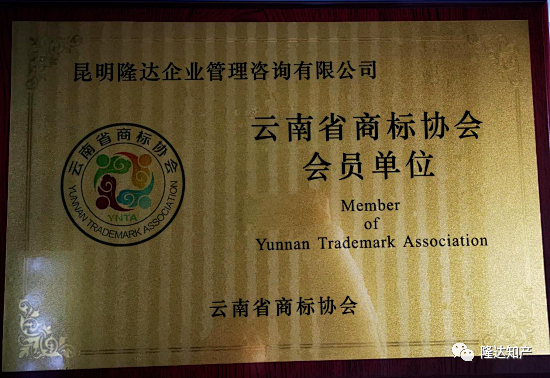 昆明隆达企业管理咨询有限公司
云南省商标协会
YNTA
YUNNAN TRADEMARK ASSOCIATION
云南省商标协会
会员单位
Member
of
Yunnan Trademark Association
云南省商标协会
隆达知产